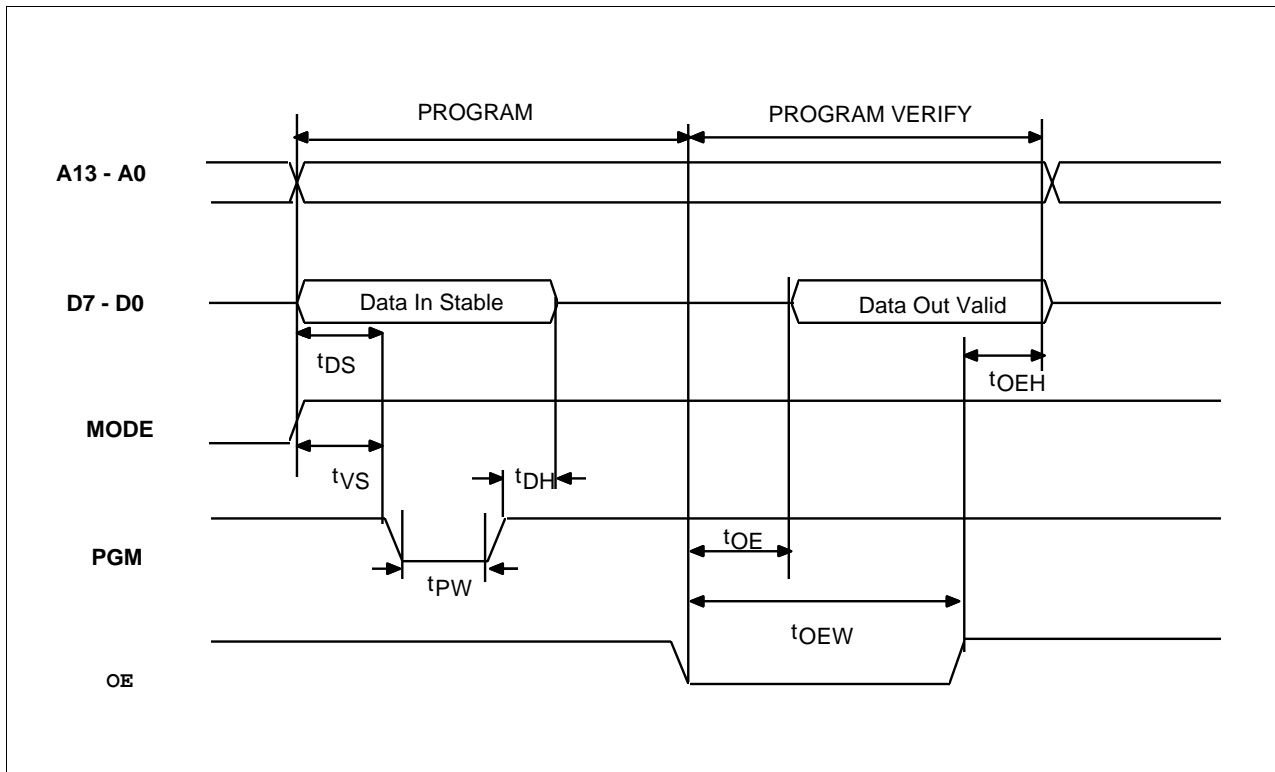 PROGRAM
PROGRAM VERIFY
A13 - A0
D7 - D0
Data In Stable
Data Out Valid
tDS
tOEH
MODE
tVS
tDH
PGM
tOE
tPW
tOEW
OE